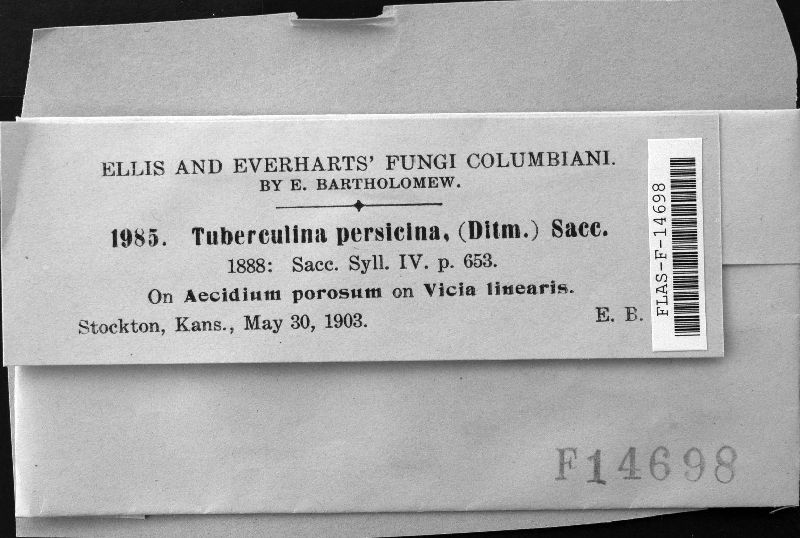 ELLIS AND EVERHARTS' FUNGI COLUMBIANI.
BY E. BARTHOLOMEW.
1985. Tuberculina persicina, (Ditm.) Sacc.
1888: Sacc. Syll. IV. p. 653.
On Aecidium porosum on Vicia linearis.
Stockton, Kans., May 30, 1903.
E. B.
FLAS-F-14698
F14698